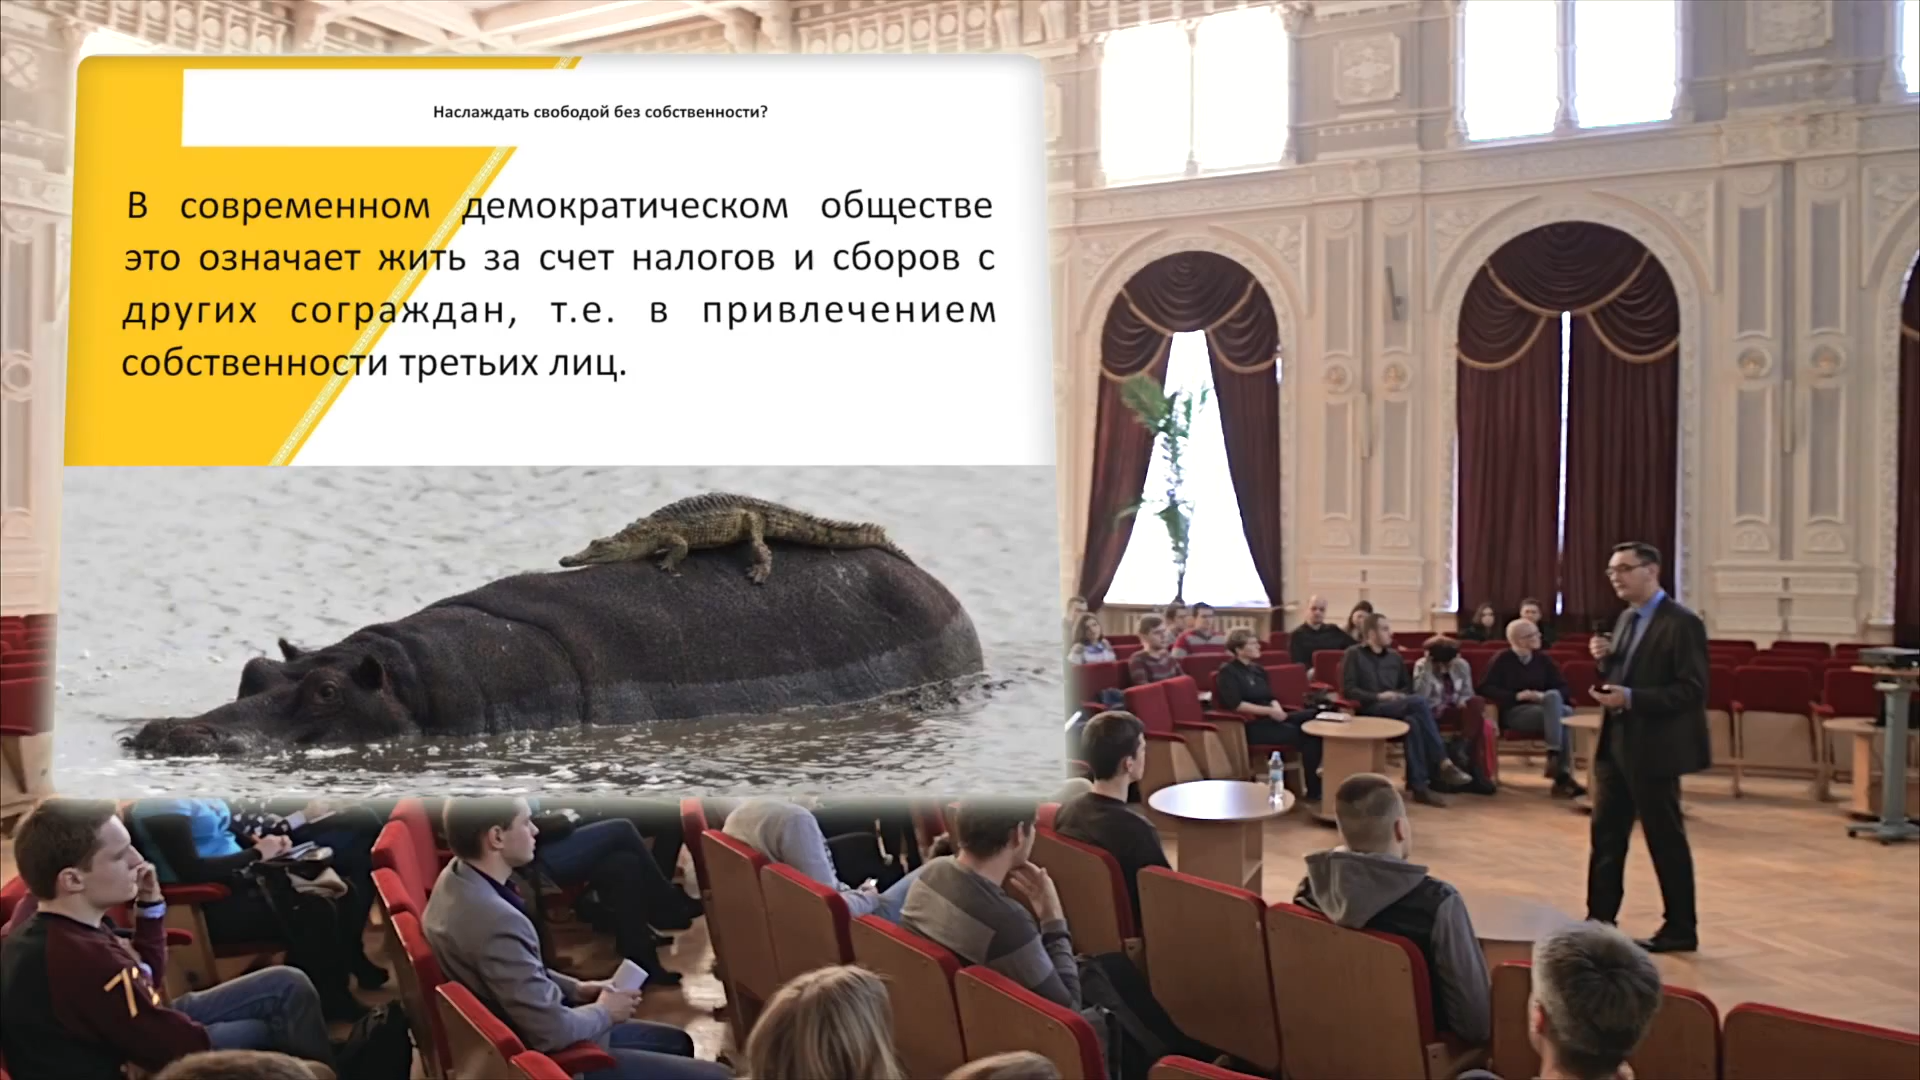 Наслаждать свободой без собственности?
В современном демократическом обществе
это означает жить за счет налогов и сборов с
других сограждан, т.е. в привлечением
собственности третьих лиц.